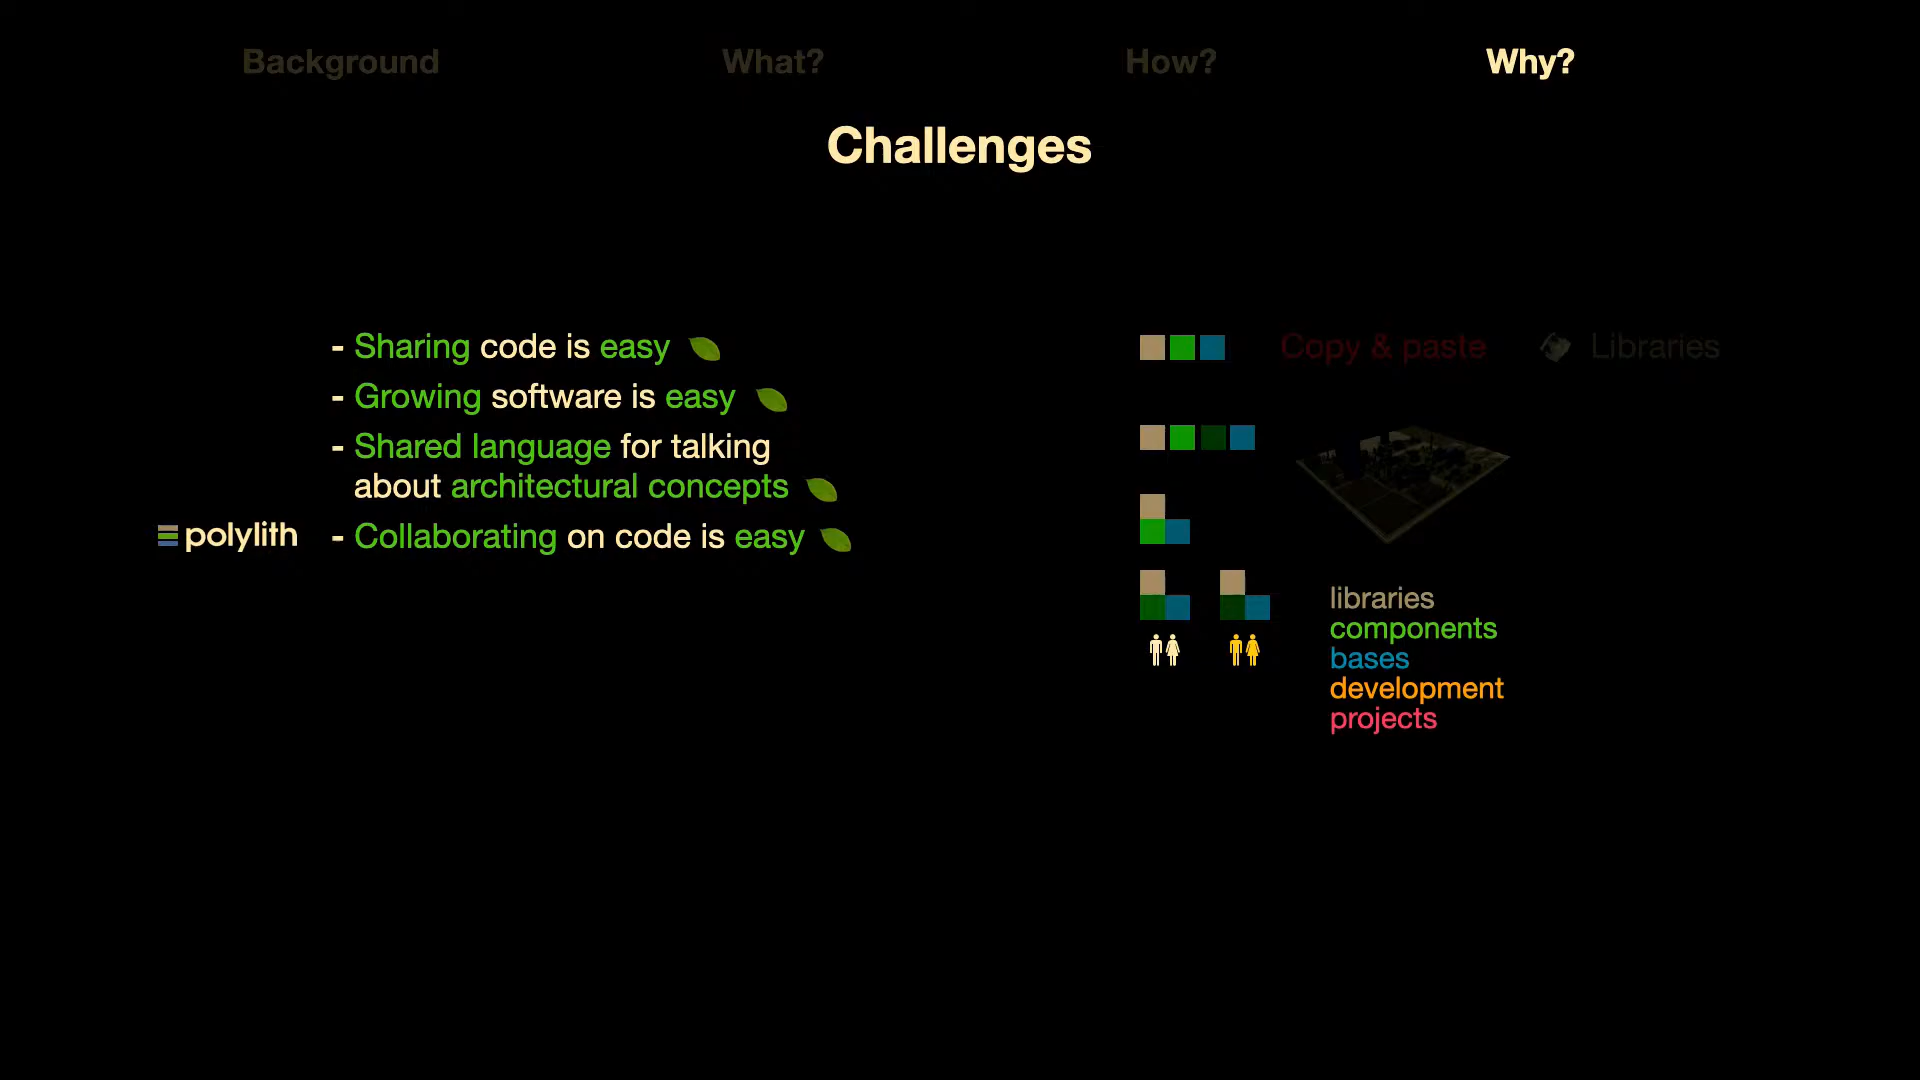 Background
What?
How?
Why?
Challenges
- Sharing code is easy
- Growing software is easy
- Shared language for talking
about architectural concepts
polylith
- Collaborating on code is easy
Copy & paste
Libraries
libraries
components
bases
development
projects